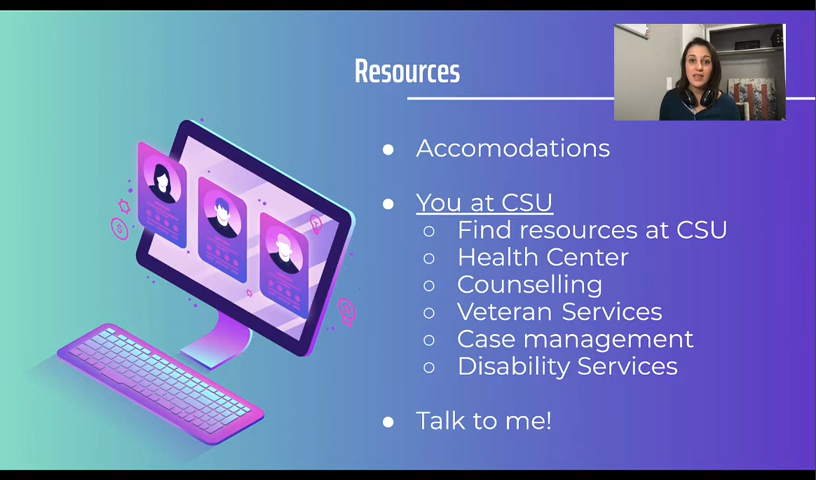 Resources
● Accomodations
● You at CSU
○ Find resources at CSU
○ Health Center
○ Counselling
○ Veteran Services
○ Case management
○ Disability Services
● Talk to me!